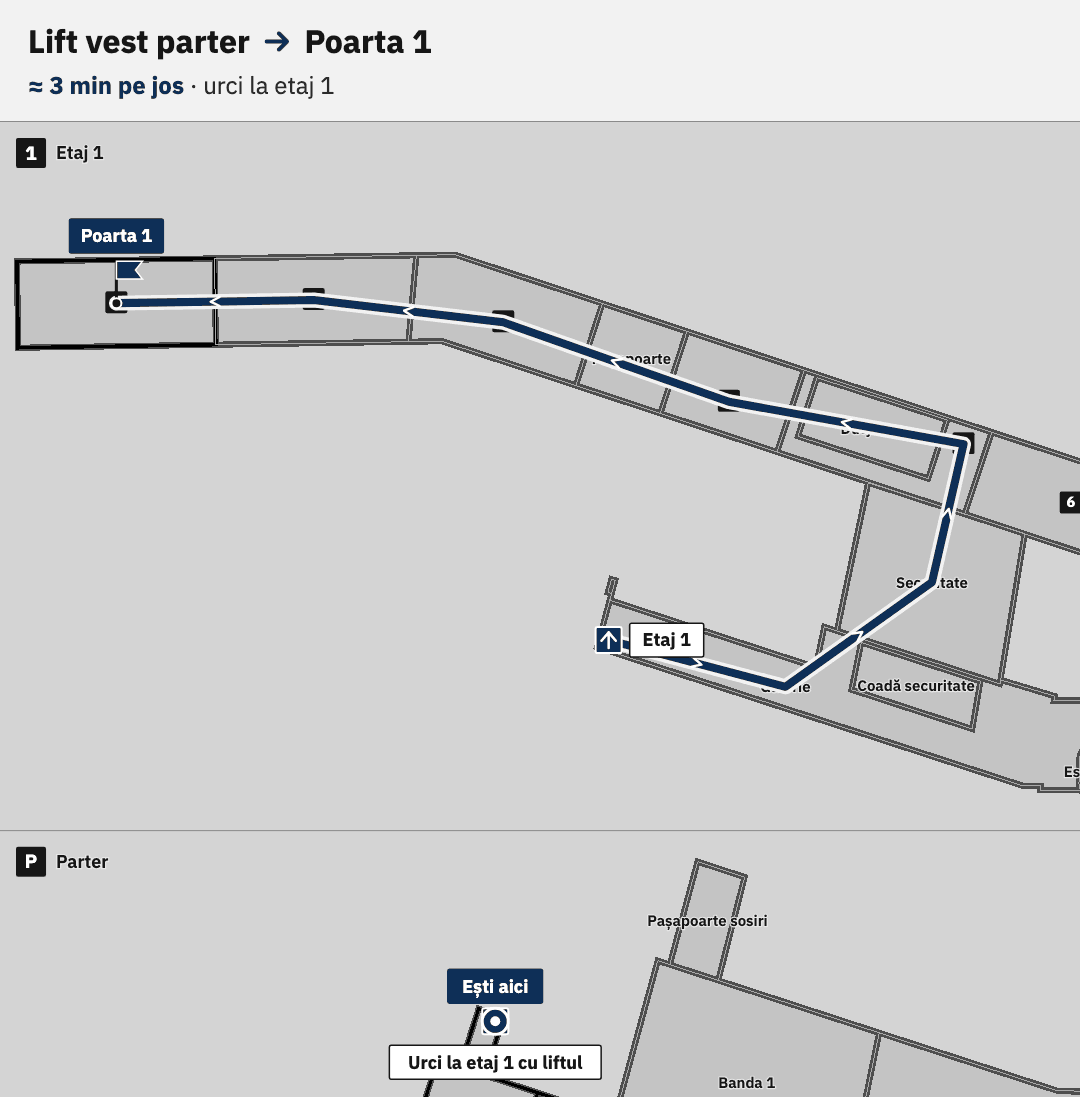 Lift vest parter → Poarta 1
≈ 3 min pe jos · urci la etaj 1
1 Etaj 1
Poarta 1
6
Etaj 1
Coadă securitate
P Parter
Pașapoarte sosiri
Ești aici
Urci la etaj 1 cu liftul
Banda 1